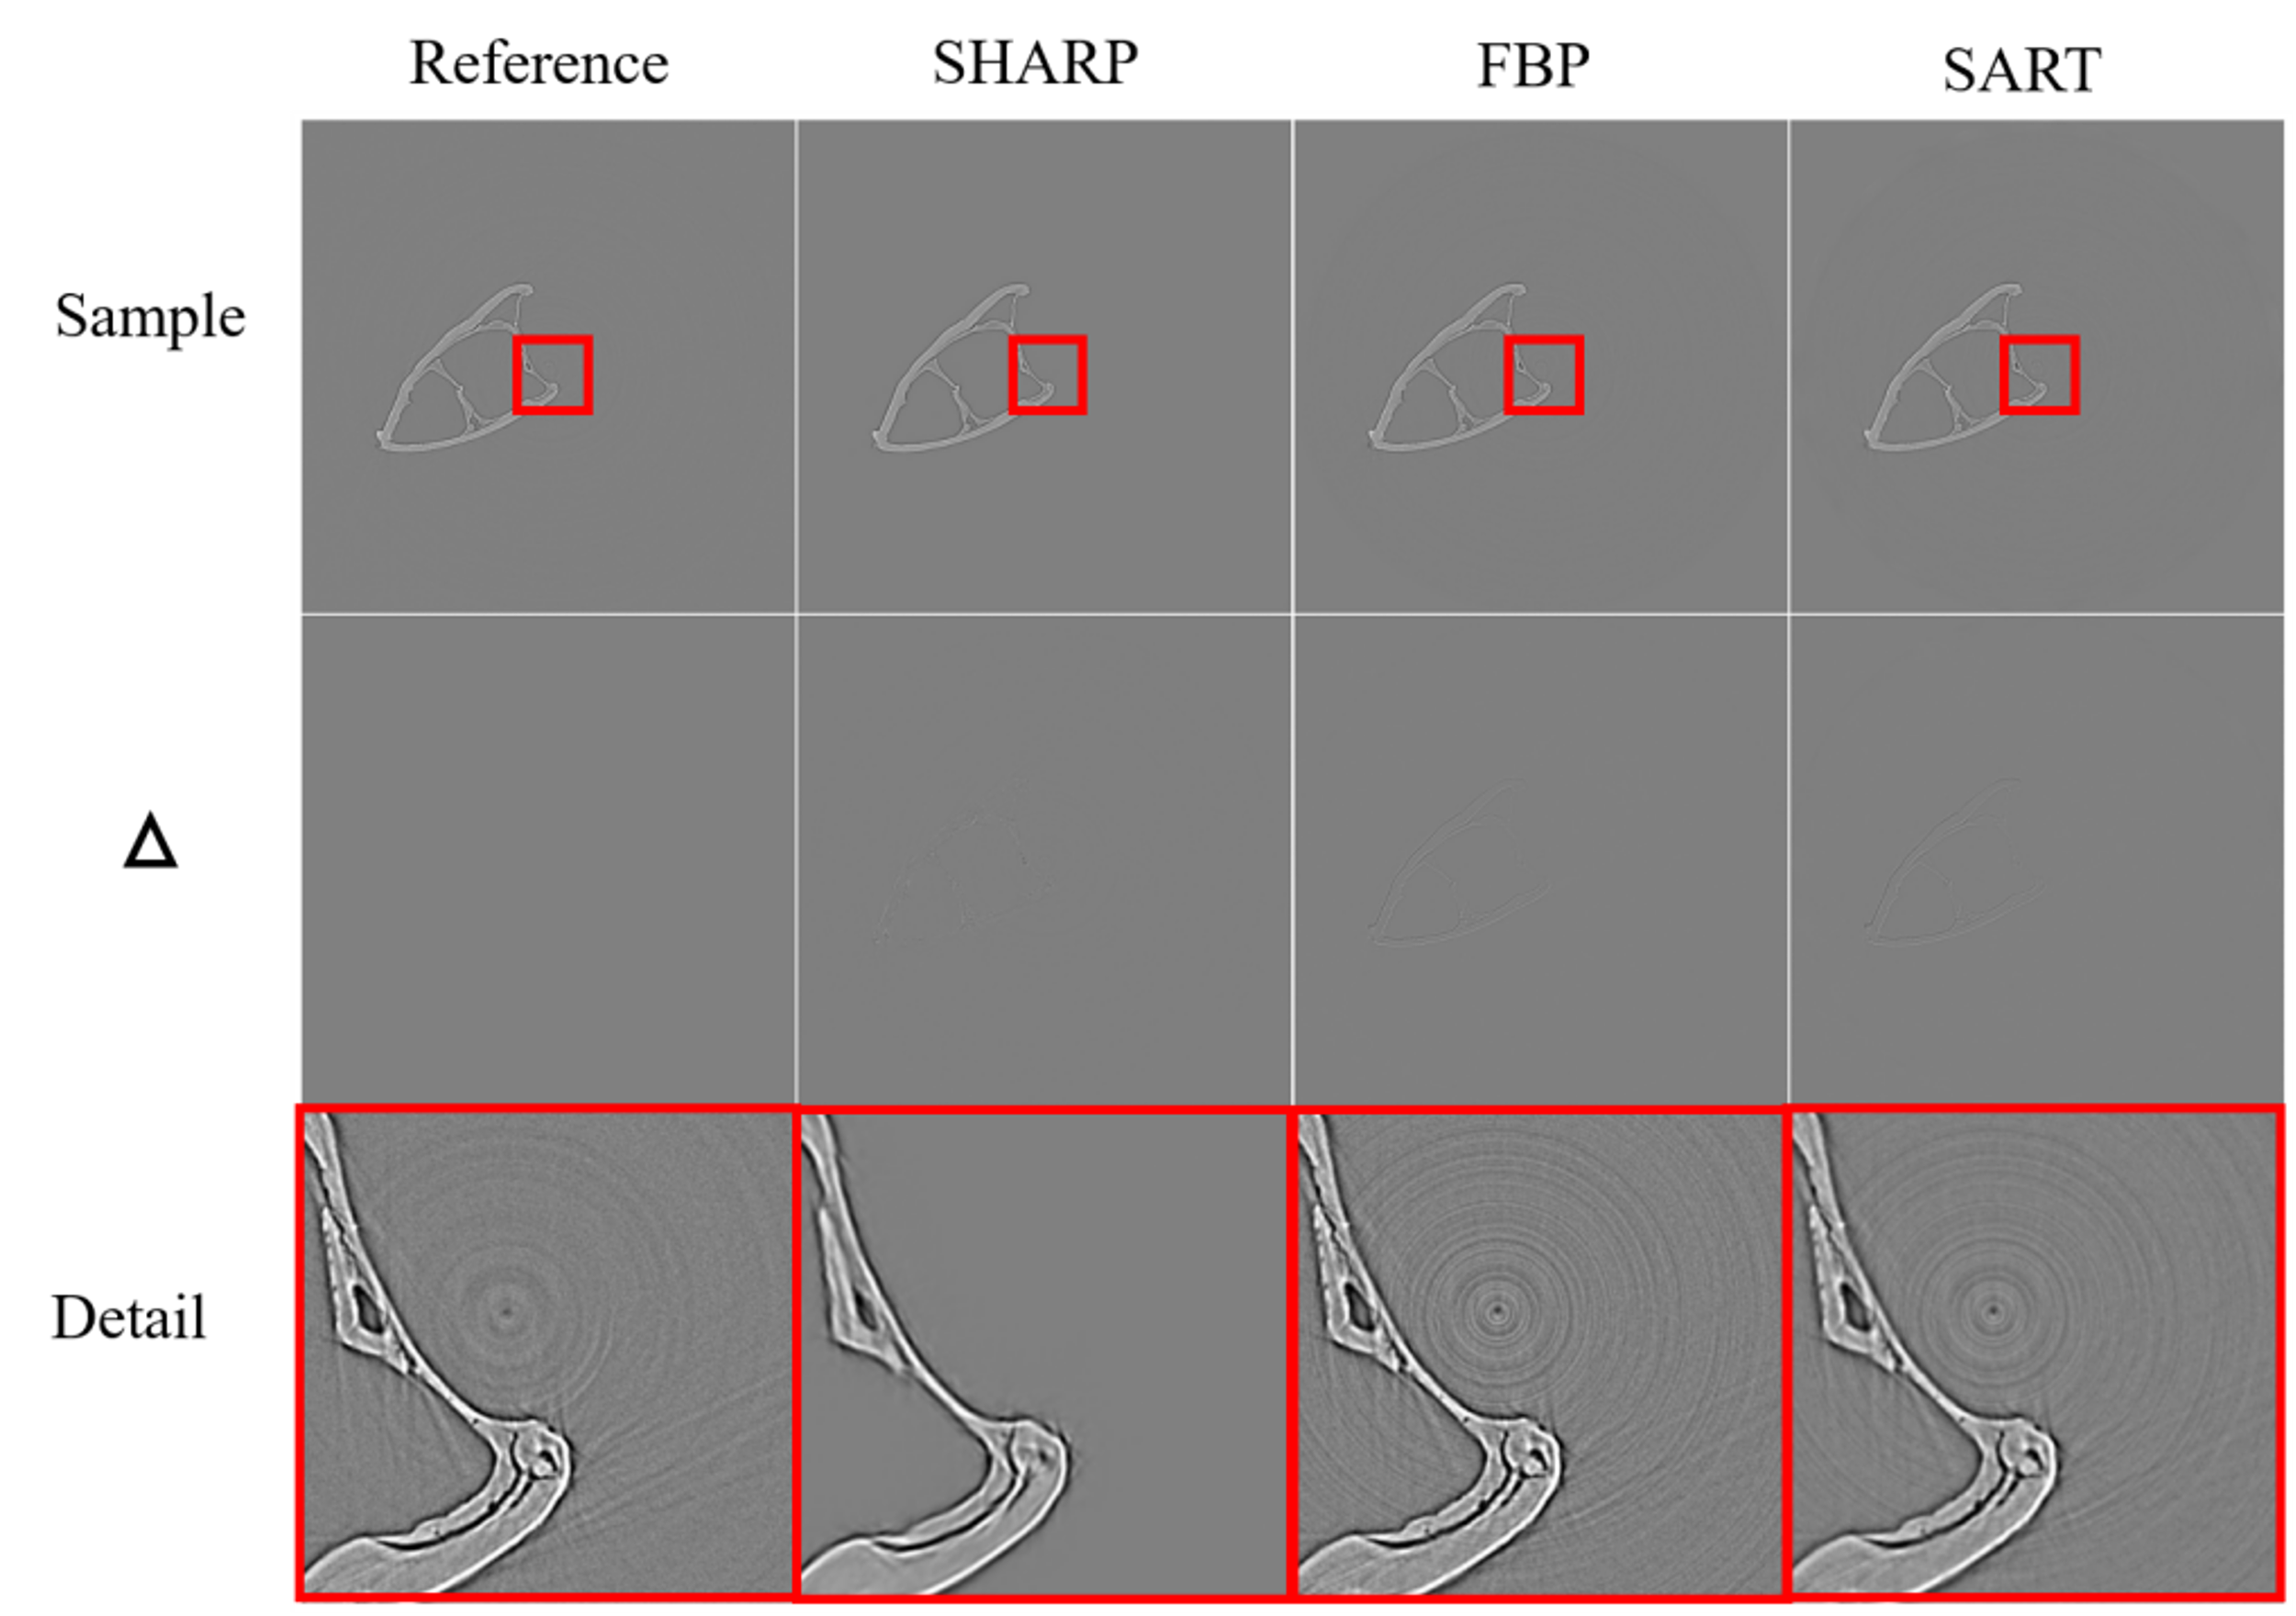 Reference SHARP FBP SART
Sample
Δ
Detail